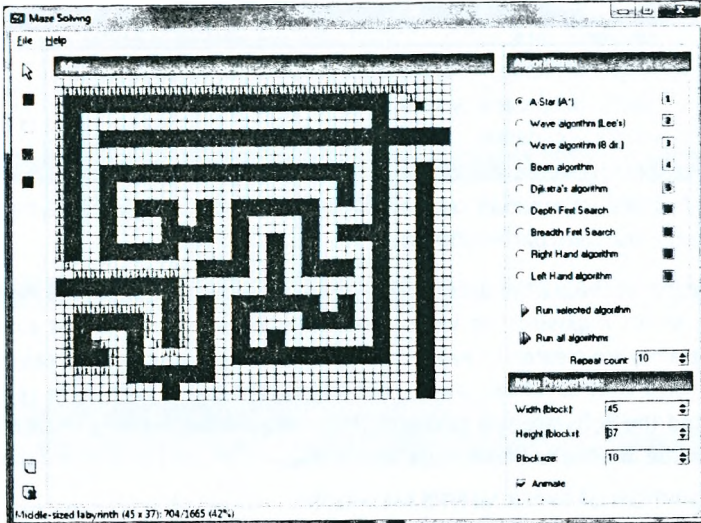 Maze Solving
File Help
Map
Algorithms:
A Star (A*) 1
Wave algorithm (Lee's) 2
Wave algorithm (8 dir.) 3
Beam algorithm 4
Dijkstra's algorithm 5
Depth First Search
Breadth First Search
Right Hand algorithm
Left Hand algorithm
Run selected algorithm
Run all algorithms
Repeat count: 10
Map Properties:
Width (block): 45
Height (blocks): 37
Block size: 10
Animate
Middle-sized labyrinth (45 x 37): 704/1665 (42%)